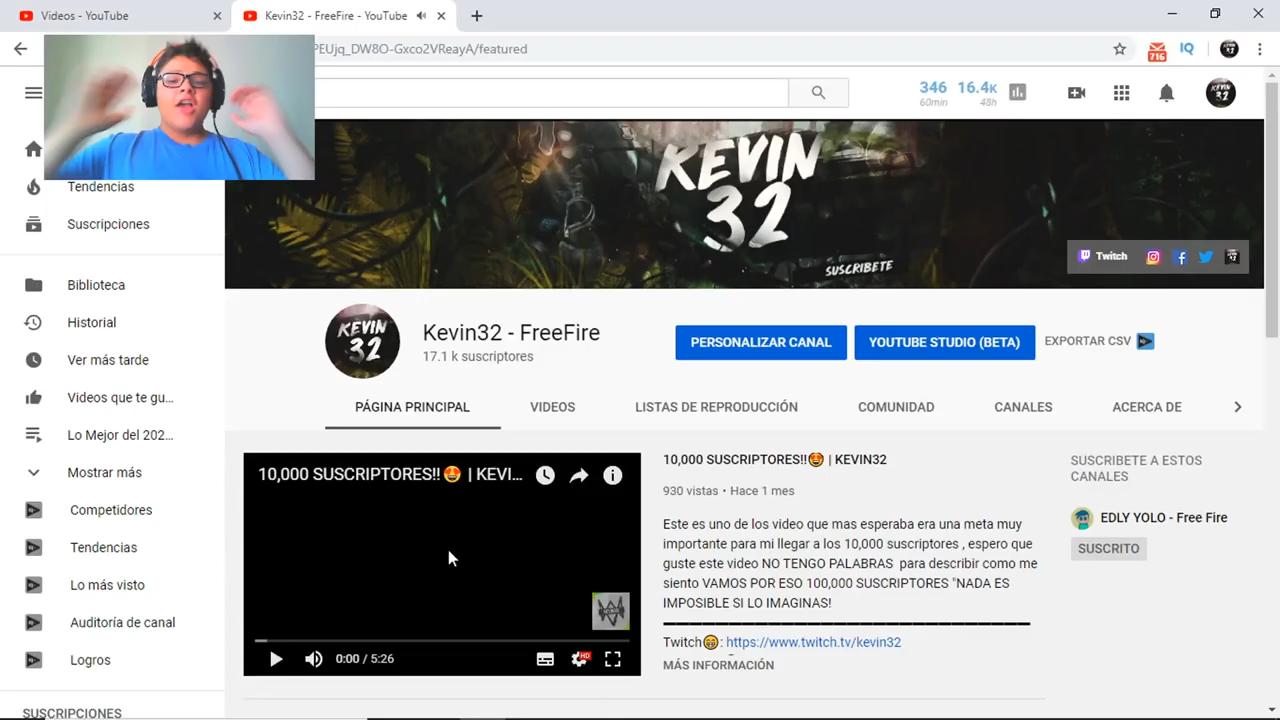 Videos - YouTube
Kevin32 - FreeFire - YouTube
PEUjq_DW8O-Gxco2VReayA/featured
716
IQ
346
60min
16.4K
48h
KEVIN
32
SUSCRIBETE
Twitch
Tendencias
Suscripciones
Biblioteca
Historial
Ver más tarde
Videos que te gu...
Lo Mejor del 202...
Mostrar más
Competidores
Tendencias
Lo más visto
Auditoría de canal
Logros
SUSCRIPCIONES
KEVIN
32
Kevin32 - FreeFire
17.1 k suscriptores
PERSONALIZAR CANAL
YOUTUBE STUDIO (BETA)
EXPORTAR CSV
PÁGINA PRINCIPAL
VIDEOS
LISTAS DE REPRODUCCIÓN
COMUNIDAD
CANALES
ACERCA DE
10,000 SUSCRIPTORES!!🤩 | KEVI...
0:00 / 5:26
HD
10,000 SUSCRIPTORES!!🤩 | KEVIN32
930 vistas • Hace 1 mes
Este es uno de los video que mas esperaba era una meta muy
importante para mi llegar a los 10,000 suscriptores , espero que
guste este video NO TENGO PALABRAS para describir como me
siento VAMOS POR ESO 100,000 SUSCRIPTORES "NADA ES
IMPOSIBLE SI LO IMAGINAS!
Twitch😁: https://www.twitch.tv/kevin32
MÁS INFORMACIÓN
SUSCRIBETE A ESTOS
CANALES
EDLY YOLO - Free Fire
SUSCRITO